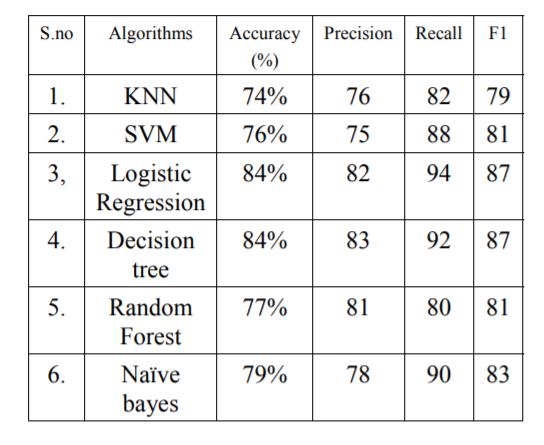 S.no Algorithms Accuracy Precision Recall F1
(%)
1. KNN 74% 76 82 79
2. SVM 76% 75 88 81
3, Logistic 84% 82 94 87
Regression
4. Decision 84% 83 92 87
tree
5. Random 77% 81 80 81
Forest
6. Naïve 79% 78 90 83
bayes